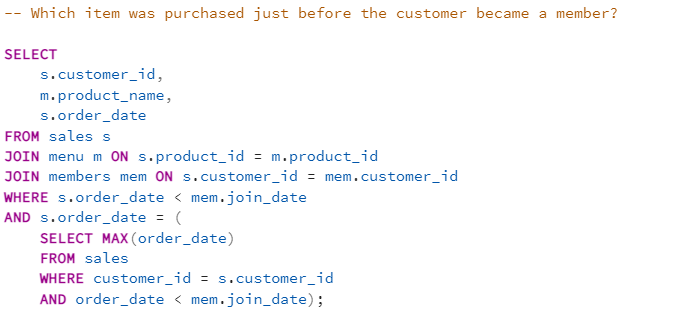 -- Which item was purchased just before the customer became a member?
SELECT
    s.customer_id,
    m.product_name,
    s.order_date
FROM sales s
JOIN menu m ON s.product_id = m.product_id
JOIN members mem ON s.customer_id = mem.customer_id
WHERE s.order_date < mem.join_date
AND s.order_date = (
    SELECT MAX(order_date)
    FROM sales
    WHERE customer_id = s.customer_id
    AND order_date < mem.join_date);